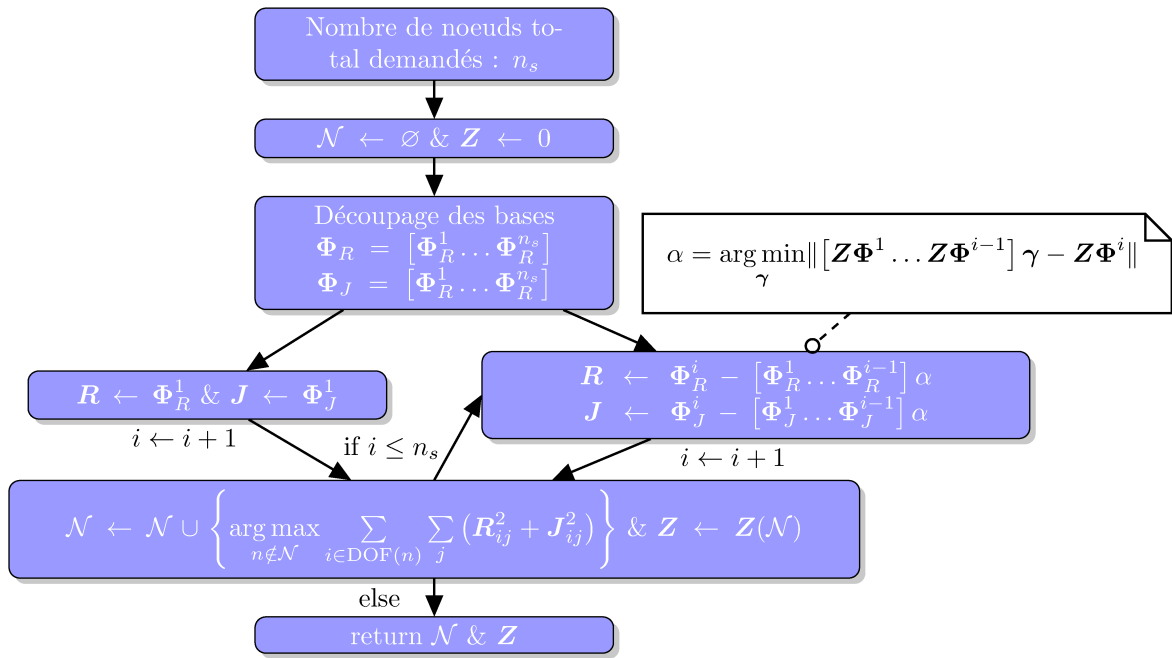 Nombre de noeuds to-
tal demandés : n_s
𝒩 ← ∅ & Z ← 0
Découpage des bases
Φ_R = [Φ_R^1 … Φ_R^{n_s}]
Φ_J = [Φ_R^1 … Φ_R^{n_s}]
α = arg min_γ ‖[ZΦ^1 … ZΦ^{i−1}] γ − ZΦ^i‖
R ← Φ_R^1 & J ← Φ_J^1
R ← Φ_R^i − [Φ_R^1 … Φ_R^{i−1}] α
J ← Φ_J^i − [Φ_J^1 … Φ_J^{i−1}] α
i ← i + 1
if i ≤ n_s
i ← i + 1
𝒩 ← 𝒩 ∪ {arg max_{n∉𝒩} ∑_{i∈DOF(n)} ∑_j (R_{ij}^2 + J_{ij}^2)} & Z ← Z(𝒩)
else
return 𝒩 & Z